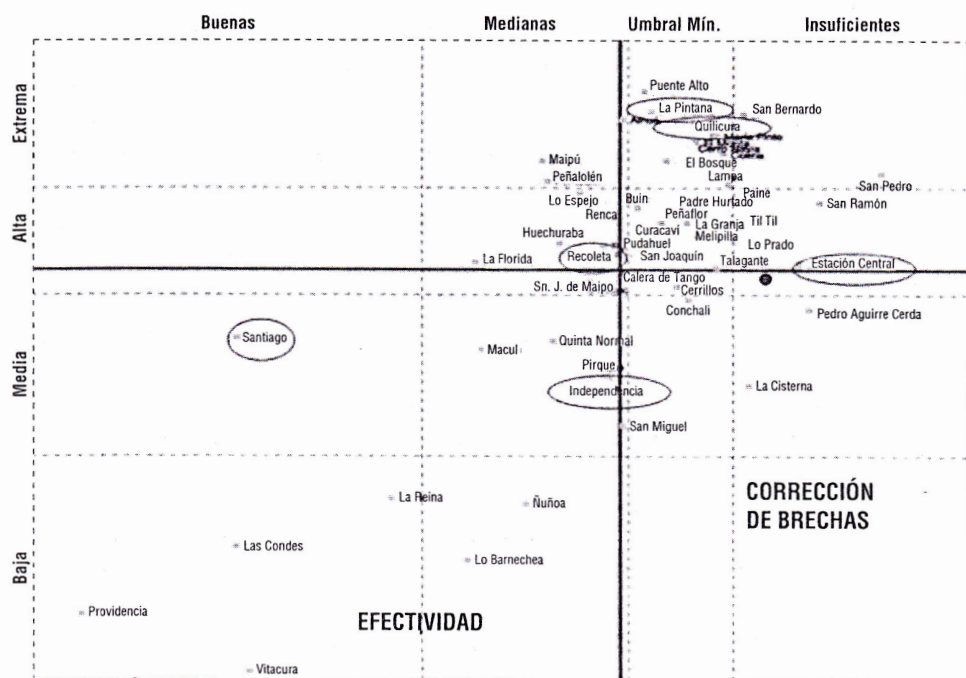 Buenas Medianas Umbral Mín. Insuficientes
Extrema
Alta
Media
Baja
Puente Alto
La Pintana
San Bernardo
Quilicura
María Pinto
El Bosque
Maipú
Peñalolén
Lampa
Lo Espejo
Paine
San Pedro
Renca
Buin
Padre Hurtado
San Ramón
Peñaflor
Curacaví
La Granja
Til Til
Melipilla
Huechuraba
Pudahuel
Lo Prado
La Florida
Recoleta
San Joaquín
Talagante
Estación Central
Calera de Tango
Sn. J. de Maipo
Cerrillos
Conchalí
Pedro Aguirre Cerda
Santiago
Macul
Quinta Normal
Pirque
Independencia
La Cisterna
San Miguel
La Reina
Ñuñoa
CORRECCIÓN
DE BRECHAS
Las Condes
Lo Barnechea
Providencia
EFECTIVIDAD
Vitacura